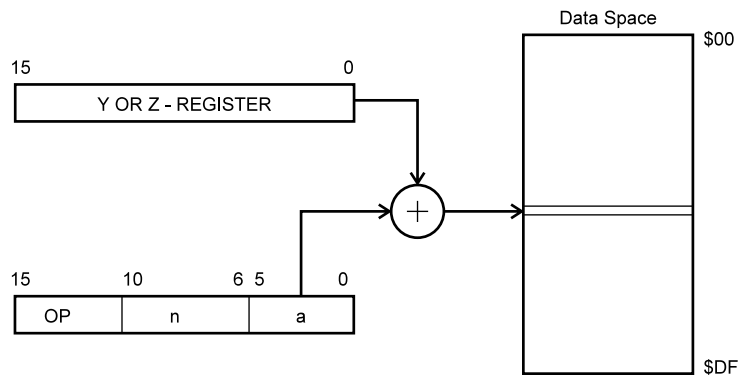 Data Space
$00
15 0
Y OR Z - REGISTER
+
15 10 6 5 0
OP n a
$DF